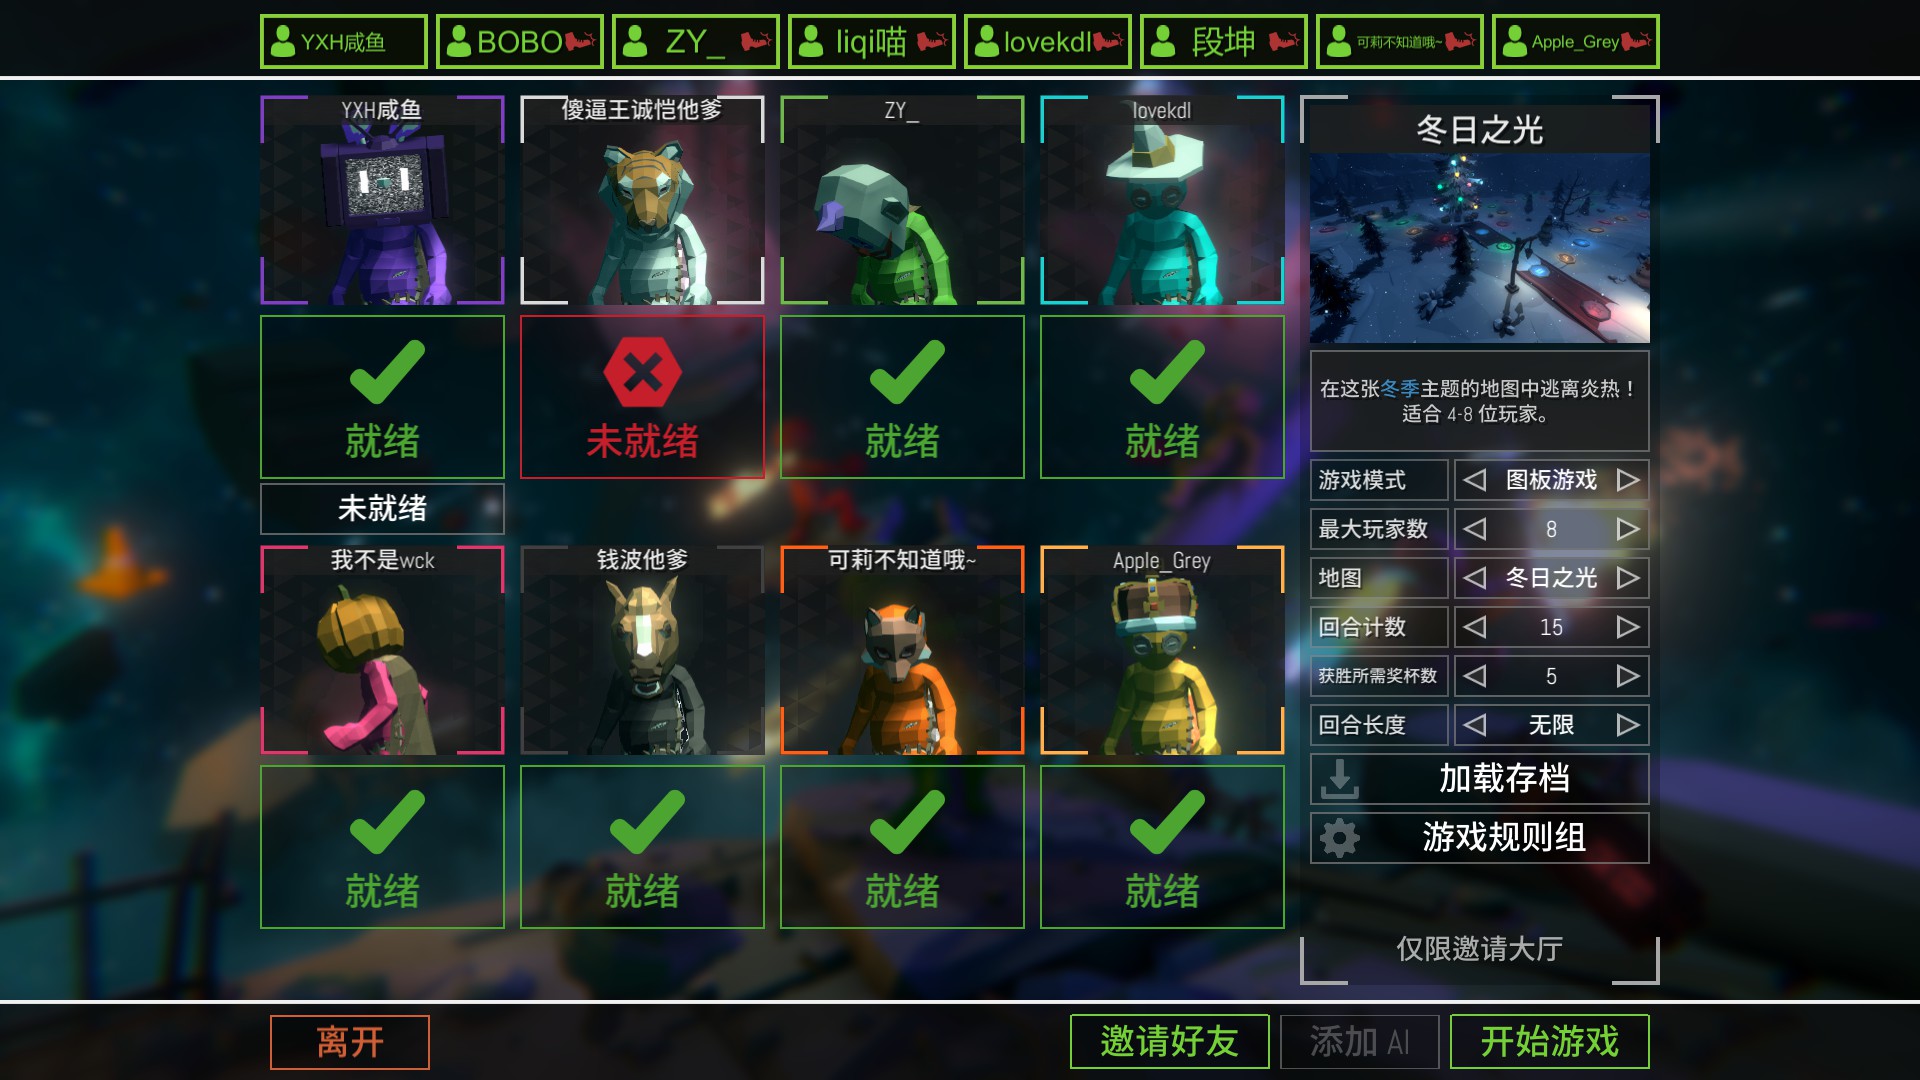 YXH咸鱼
BOBO
ZY_
liqi喵
lovekdl
段坤
可莉不知道哦~
Apple_Grey
YXH咸鱼
傻逼王诚恺他爹
ZY_
lovekdl
冬日之光
就绪
未就绪
就绪
就绪
在这张冬季主题的地图中逃离炎热！
适合 4-8 位玩家。
未就绪
游戏模式
图板游戏
最大玩家数
8
地图
冬日之光
回合计数
15
获胜所需奖杯数
5
回合长度
无限
加载存档
游戏规则组
我不是wck
钱波他爹
可莉不知道哦~
Apple_Grey
就绪
就绪
就绪
就绪
仅限邀请大厅
离开
邀请好友
添加 AI
开始游戏